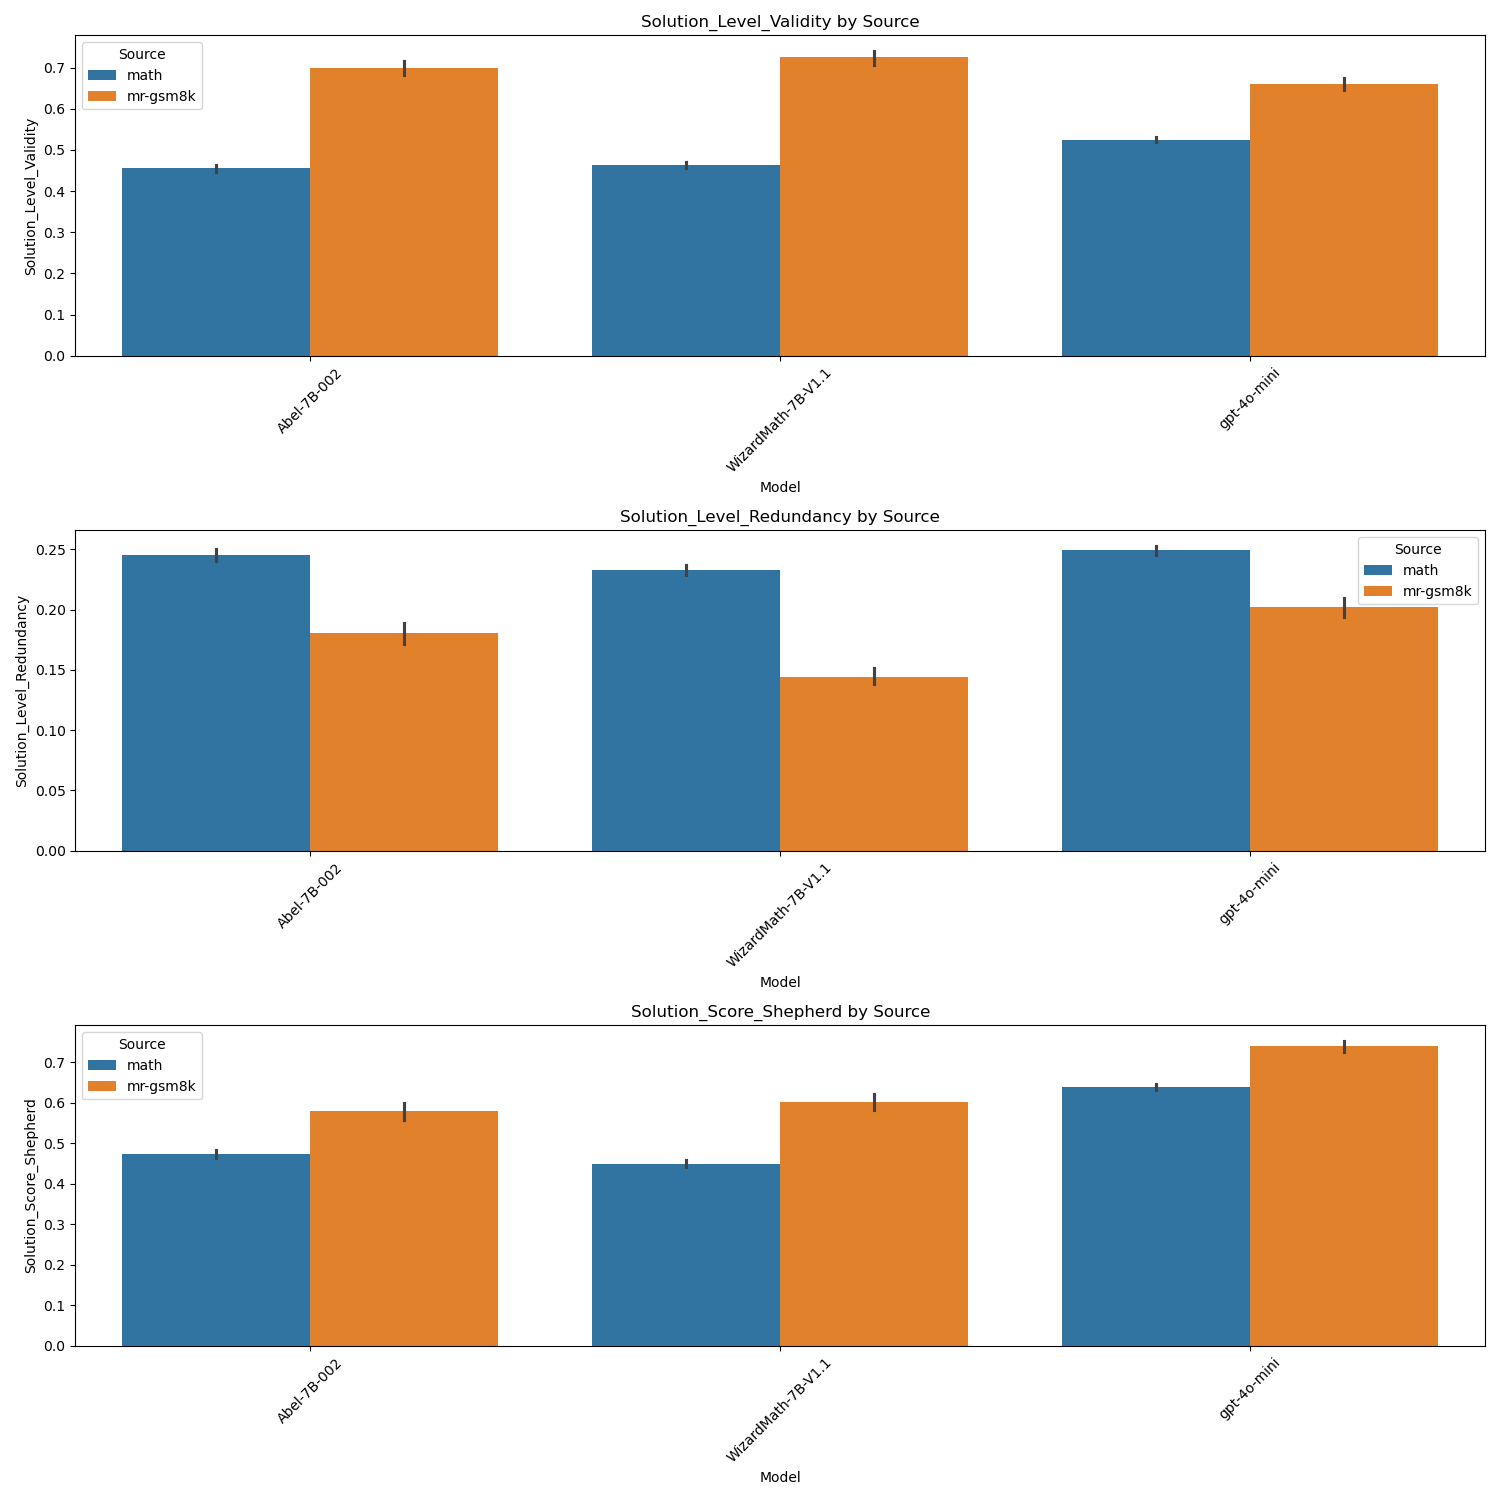 Solution_Level_Validity by Source
Source
math
mr-gsm8k
Solution_Level_Validity
0.7
0.6
0.5
0.4
0.3
0.2
0.1
0.0
Abel-7B-002
WizardMath-7B-V1.1
gpt-4o-mini
Model
Solution_Level_Redundancy by Source
Source
math
mr-gsm8k
Solution_Level_Redundancy
0.25
0.20
0.15
0.10
0.05
0.00
Abel-7B-002
WizardMath-7B-V1.1
gpt-4o-mini
Model
Solution_Score_Shepherd by Source
Source
math
mr-gsm8k
Solution_Score_Shepherd
0.7
0.6
0.5
0.4
0.3
0.2
0.1
0.0
Abel-7B-002
WizardMath-7B-V1.1
gpt-4o-mini
Model